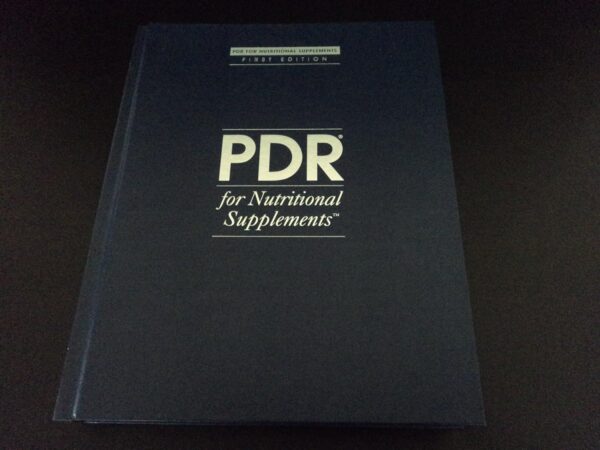 PDR FOR NUTRITIONAL SUPPLEMENTS
FIRST EDITION
PDR®
for Nutritional
Supplements™